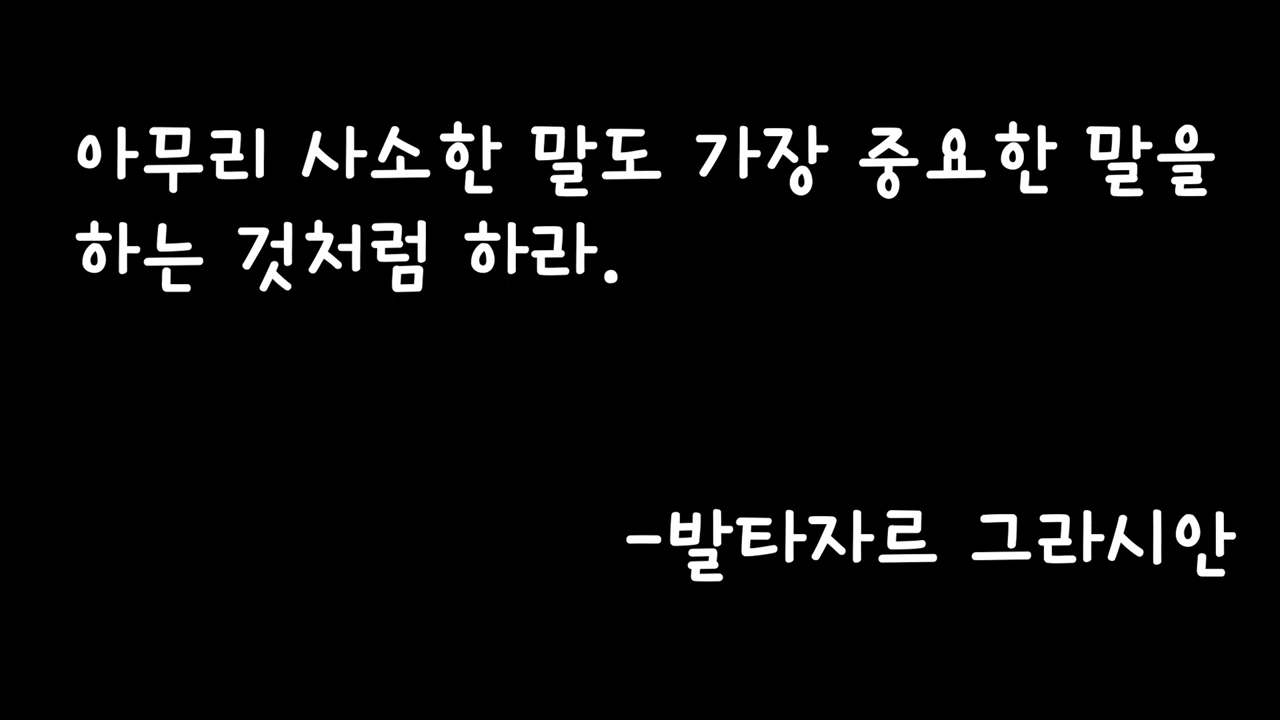 아무리 사소한 말도 가장 중요한 말을
하는 것처럼 하라.
-발타자르 그라시안